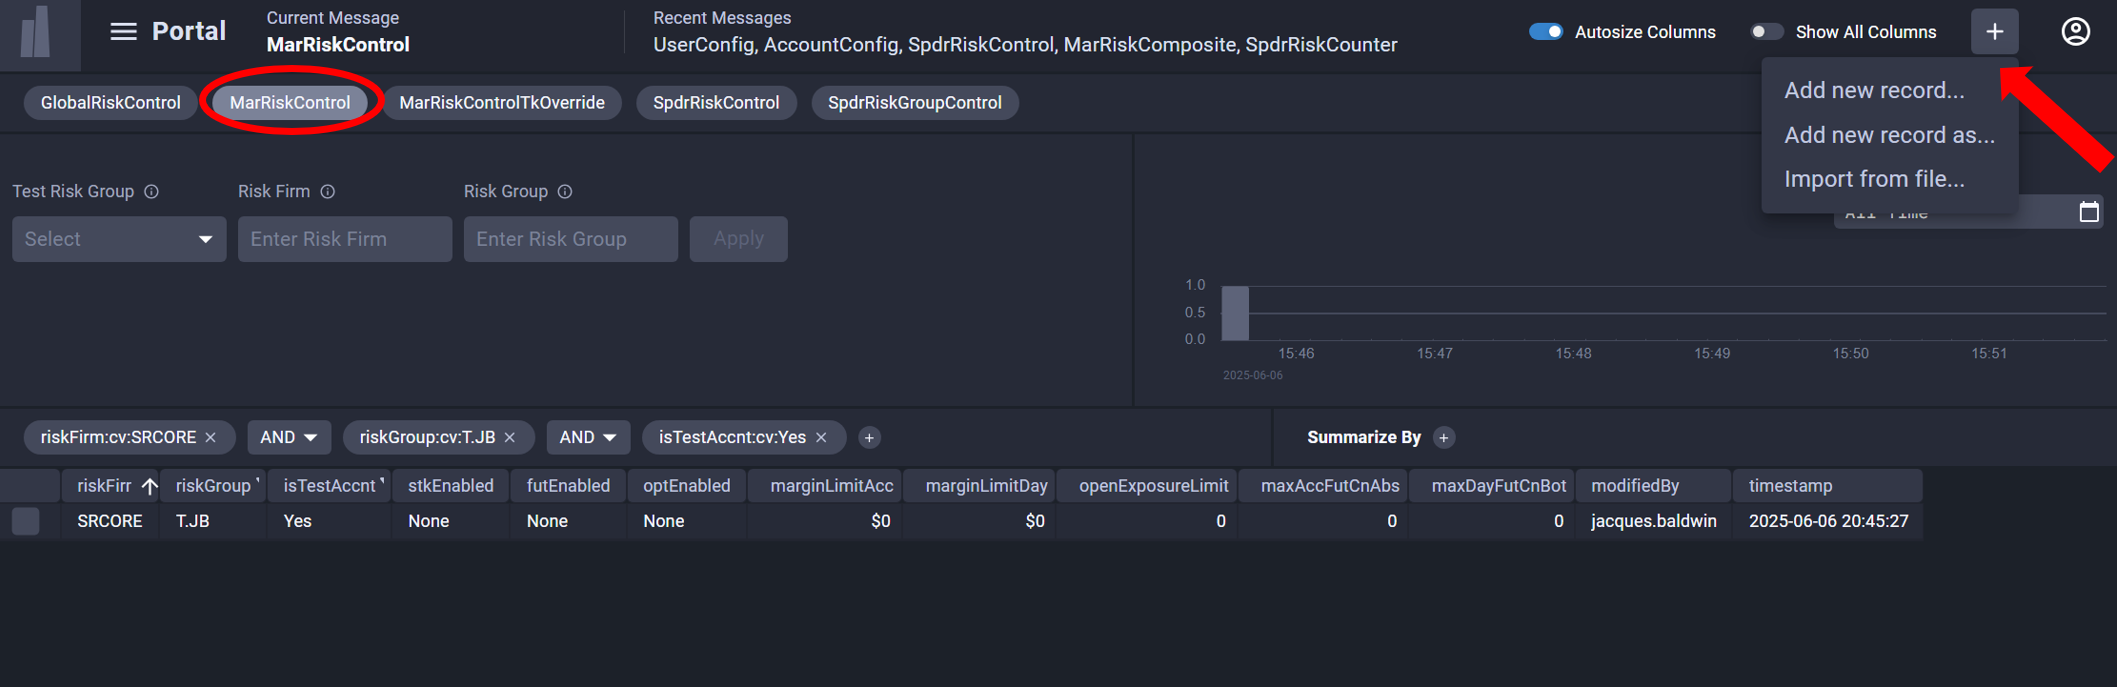 Portal
Current Message
MarRiskControl
Recent Messages
UserConfig, AccountConfig, SpdrRiskControl, MarRiskComposite, SpdrRiskCounter
Autosize Columns
Show All Columns
Add new record...
Add new record as...
Import from file...
GlobalRiskControl
MarRiskControl
MarRiskControlTkOverride
SpdrRiskControl
SpdrRiskGroupControl
Test Risk Group
Risk Firm
Risk Group
Select
Enter Risk Firm
Enter Risk Group
Apply
All Time
1.0
0.5
0.0
15:46 15:47 15:48 15:49 15:50 15:51
2025-06-06
riskFirm:cv:SRCORE
AND
riskGroup:cv:T.JB
AND
isTestAccnt:cv:Yes
Summarize By
riskFirr riskGroup isTestAccnt stkEnabled futEnabled optEnabled marginLimitAcc marginLimitDay openExposureLimit maxAccFutCnAbs maxDayFutCnBot modifiedBy timestamp
SRCORE T.JB Yes None None None $0 $0 0 0 0 jacques.baldwin 2025-06-06 20:45:27